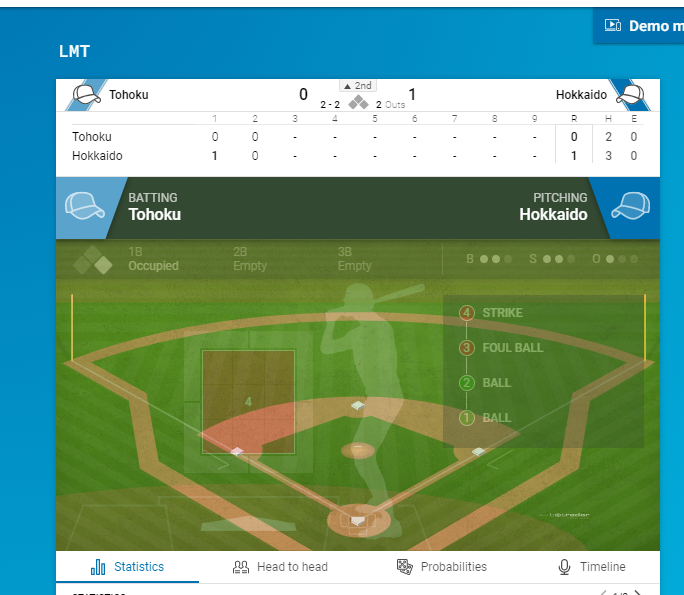 Demo m
LMT
Tohoku 0 ▲ 2nd 1 Hokkaido
2 - 2 2 Outs
1 2 3 4 5 6 7 8 9 R H E
Tohoku 0 0 - - - - - - - 0 2 0
Hokkaido 1 0 - - - - - - - 1 3 0
BATTING PITCHING
Tohoku Hokkaido
1B 2B 3B B S O
Occupied Empty Empty
4 STRIKE
3 FOUL BALL
2 BALL
4
1 BALL
Statistics Head to head Probabilities Timeline